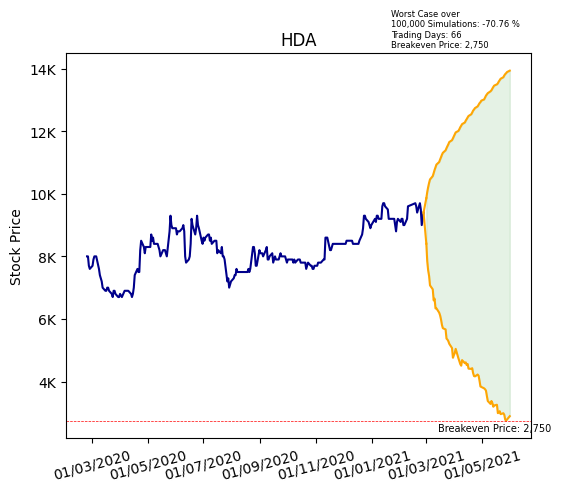 Worst Case over
100,000 Simulations: -70.76 %
Trading Days: 66
Breakeven Price: 2,750
HDA
Stock Price
14K
12K
10K
8K
6K
4K
Breakeven Price: 2,750
01/03/2020
01/05/2020
01/07/2020
01/09/2020
01/11/2020
01/01/2021
01/03/2021
01/05/2021